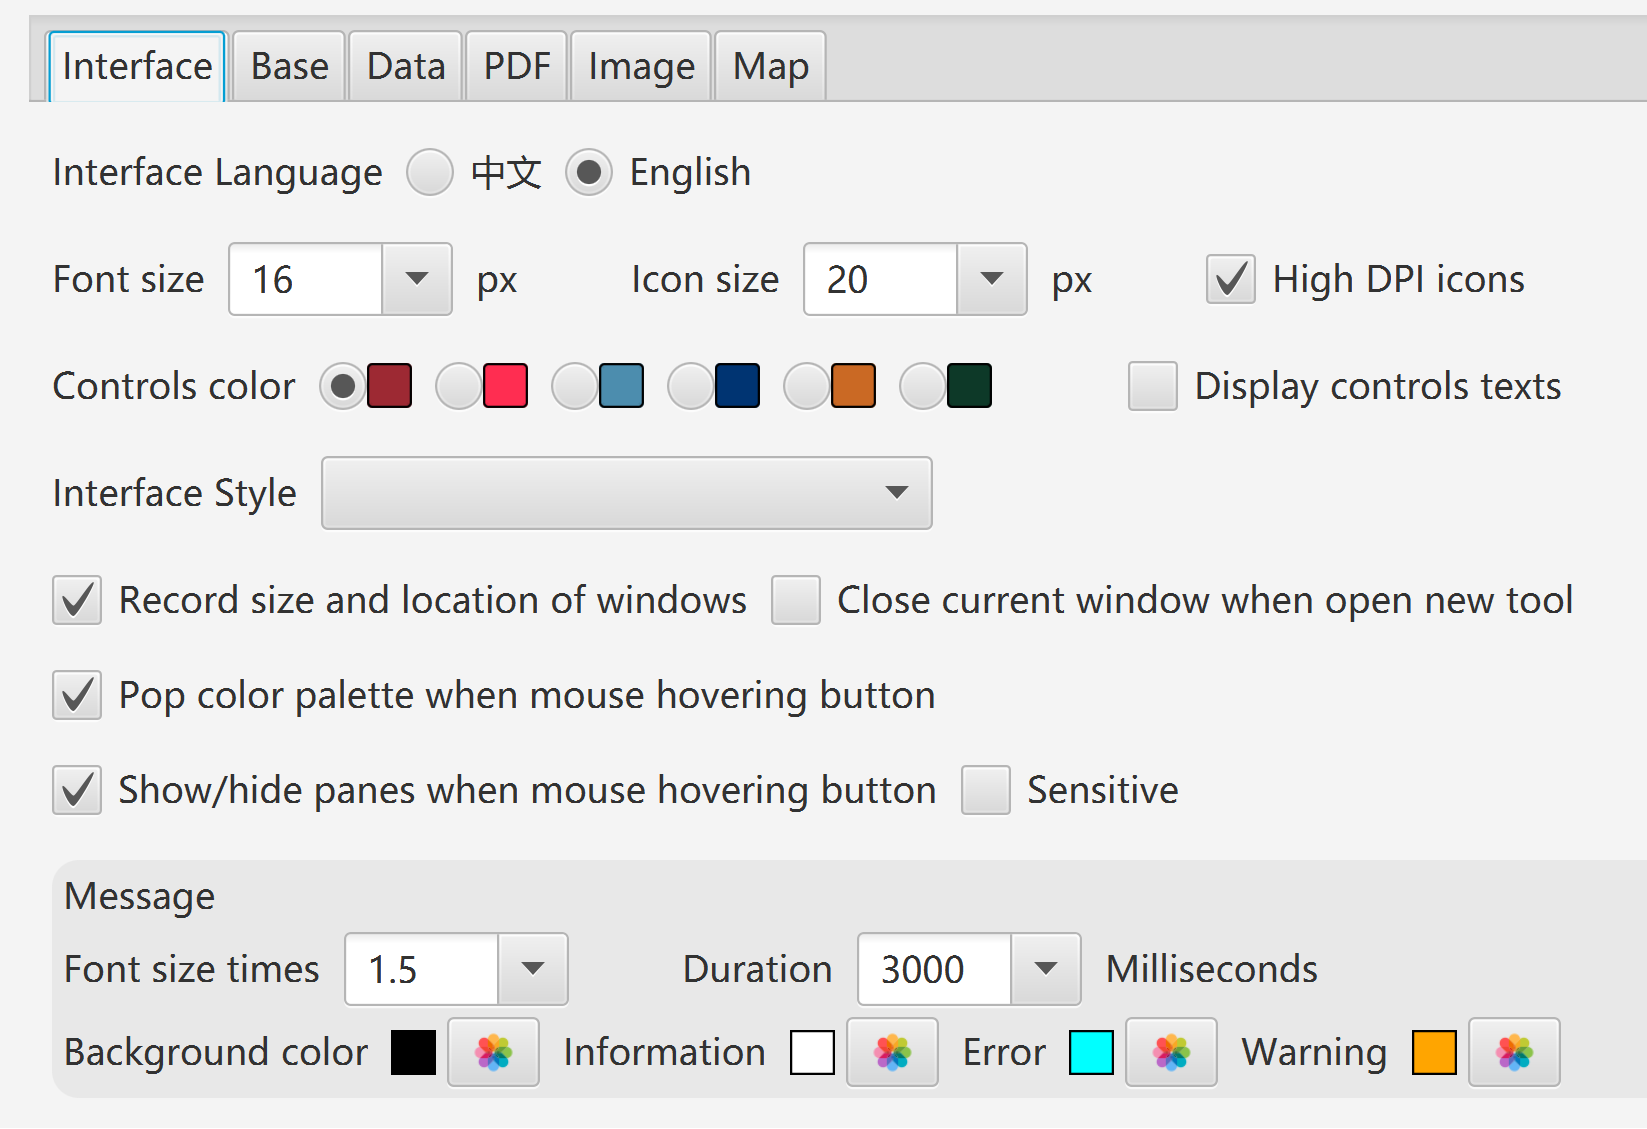 Interface Base Data PDF Image Map
Interface Language 中文 English
Font size 16 px Icon size 20 px High DPI icons
Controls color Display controls texts
Interface Style
Record size and location of windows Close current window when open new tool
Pop color palette when mouse hovering button
Show/hide panes when mouse hovering button Sensitive
Message
Font size times 1.5 Duration 3000 Milliseconds
Background color Information Error Warning